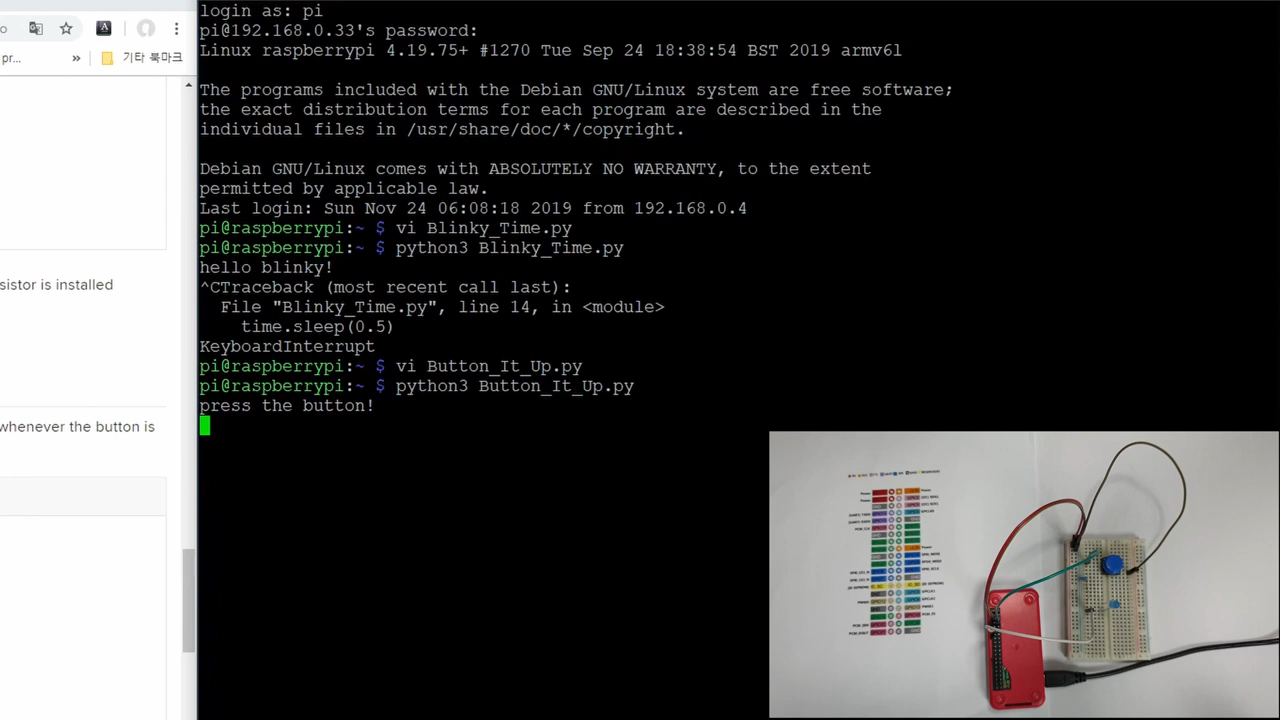 pr...
»
기타 북마크
sistor is installed
whenever the button is
login as: pi
pi@192.168.0.33's password:
Linux raspberrypi 4.19.75+ #1270 Tue Sep 24 18:38:54 BST 2019 armv6l
The programs included with the Debian GNU/Linux system are free software;
the exact distribution terms for each program are described in the
individual files in /usr/share/doc/*/copyright.
Debian GNU/Linux comes with ABSOLUTELY NO WARRANTY, to the extent
permitted by applicable law.
Last login: Sun Nov 24 06:08:18 2019 from 192.168.0.4
pi@raspberrypi:~ $ vi Blinky_Time.py
pi@raspberrypi:~ $ python3 Blinky_Time.py
hello blinky!
^CTraceback (most recent call last):
  File "Blinky_Time.py", line 14, in <module>
    time.sleep(0.5)
KeyboardInterrupt
pi@raspberrypi:~ $ vi Button_It_Up.py
pi@raspberrypi:~ $ python3 Button_It_Up.py
press the button!
Power
Power
Power